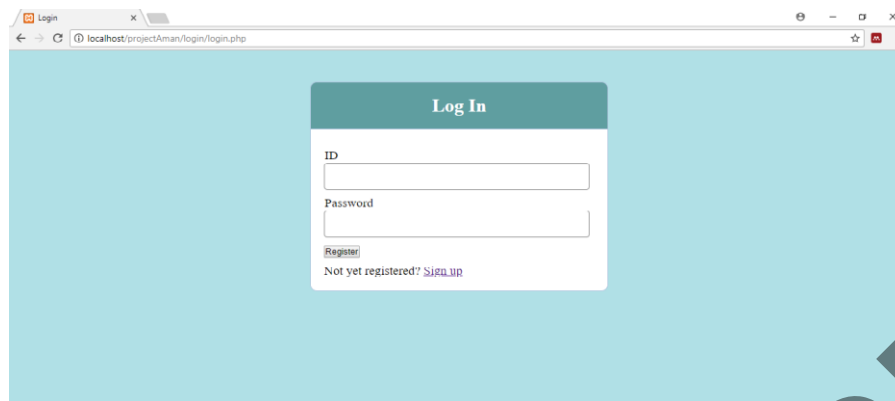 Login
localhost/projectAman/login/login.php
Log In
ID
Password
Register
Not yet registered? Sign up